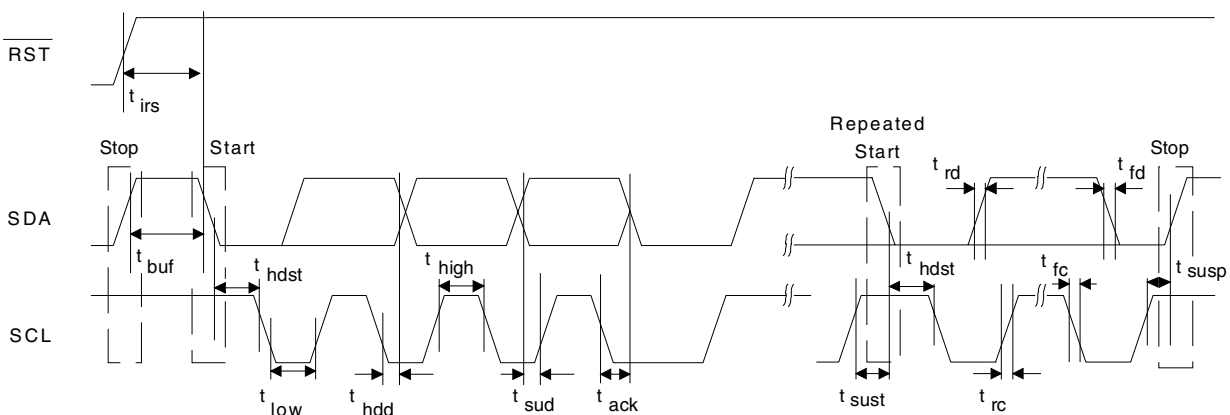 RST
t irs
Repeated
Stop Start Start Stop
t rd t fd
SDA
t buf t hdst t high t hdst t fc t susp
SCL
t low t hdd t sud t ack t sust t rc